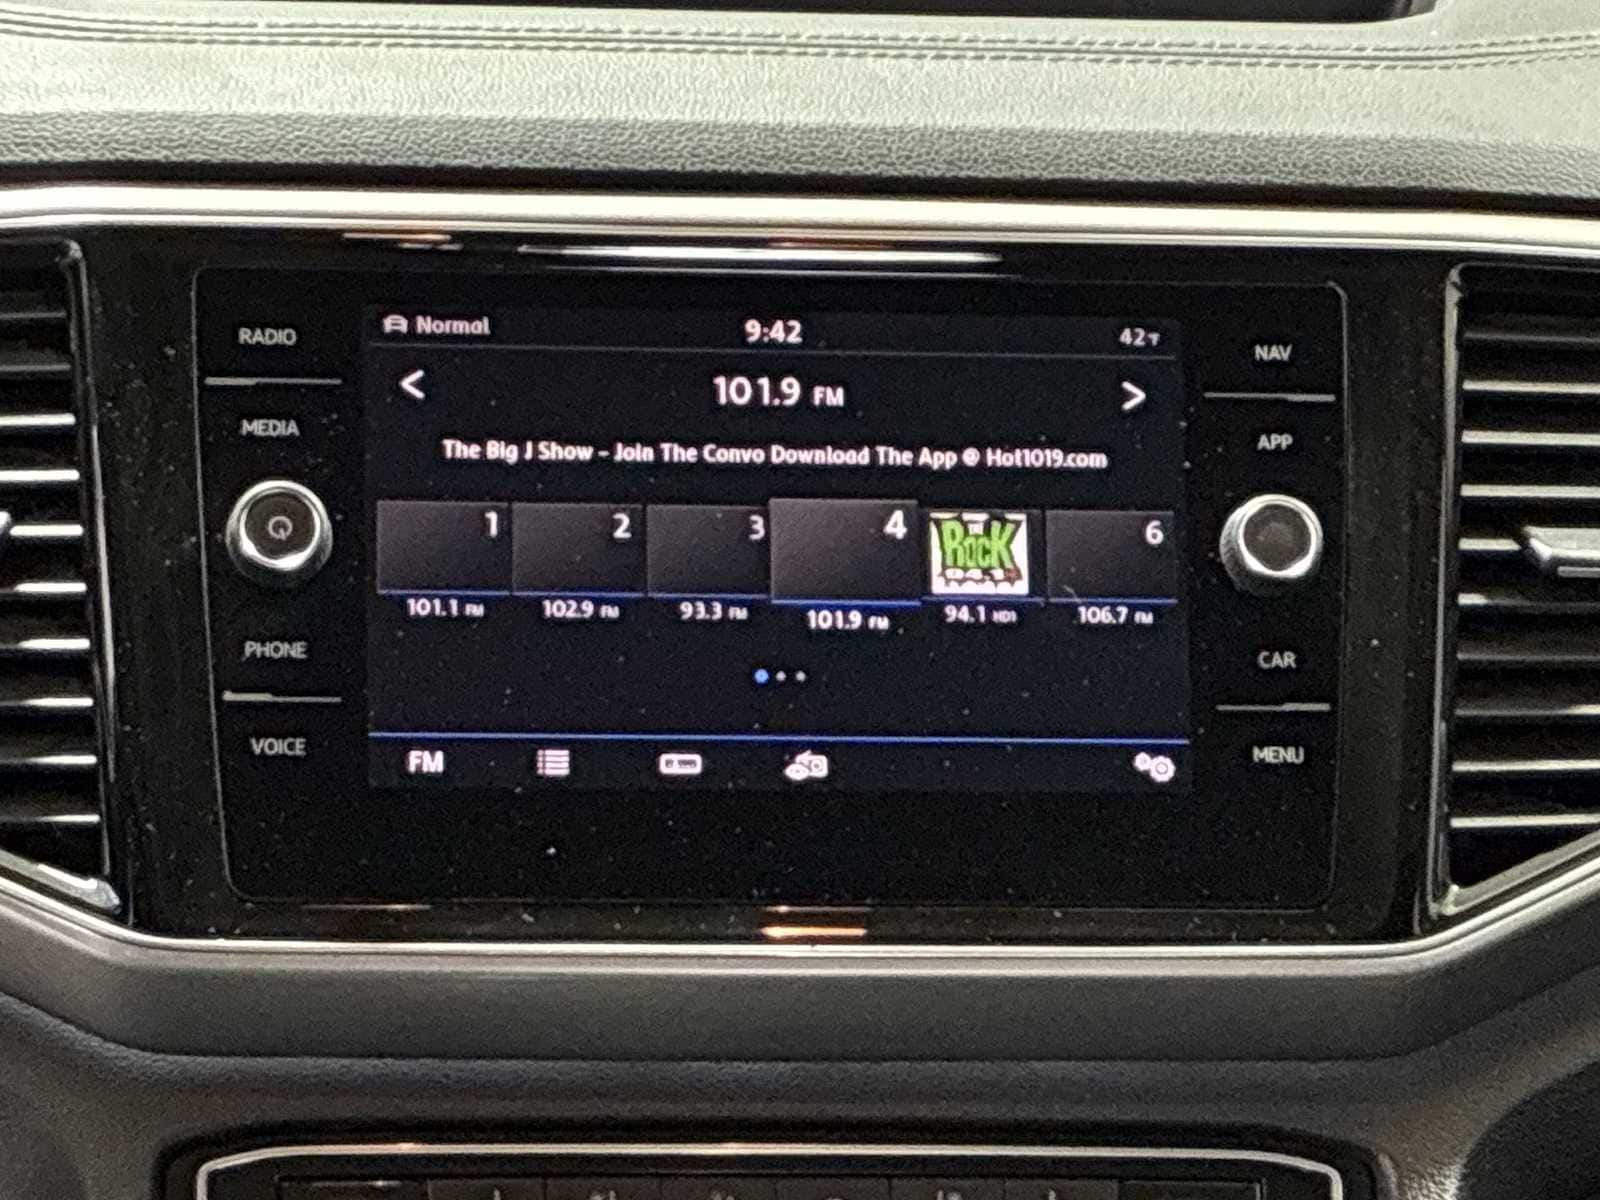 RADIO
MEDIA
PHONE
VOICE
Normal 9:42 42°F
< 101.9 FM >
The Big J Show - Join The Convo Download The App @ Hot1019.com
1 2 3 4 6
THE ROCK
94.1
101.1 FM 102.9 FM 93.3 FM 101.9 FM 94.1 HD1 106.7 FM
FM
NAV
APP
CAR
MENU